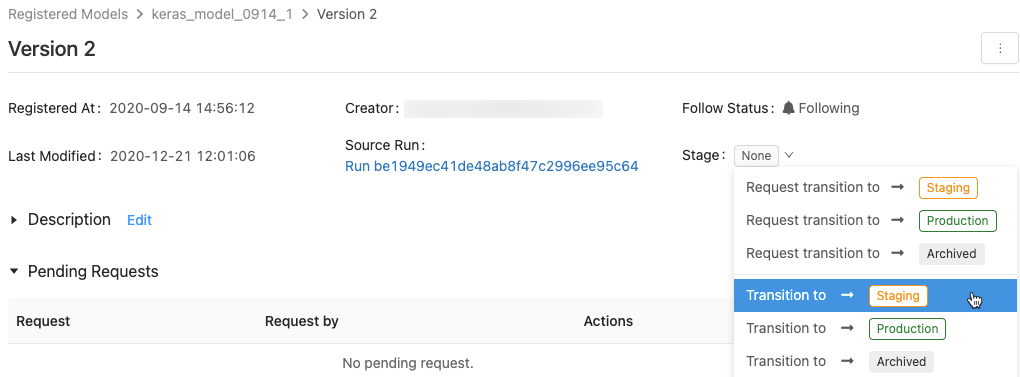 Registered Models > keras_model_0914_1 > Version 2
Version 2
Registered At: 2020-09-14 14:56:12
Creator:
Follow Status: Following
Last Modified: 2020-12-21 12:01:06
Source Run:
Run be1949ec41de48ab8f47c2996ee95c64
Stage: None
Request transition to → Staging
Request transition to → Production
Request transition to → Archived
Transition to → Staging
Transition to → Production
Transition to → Archived
Description Edit
Pending Requests
Request Request by Actions
No pending request.